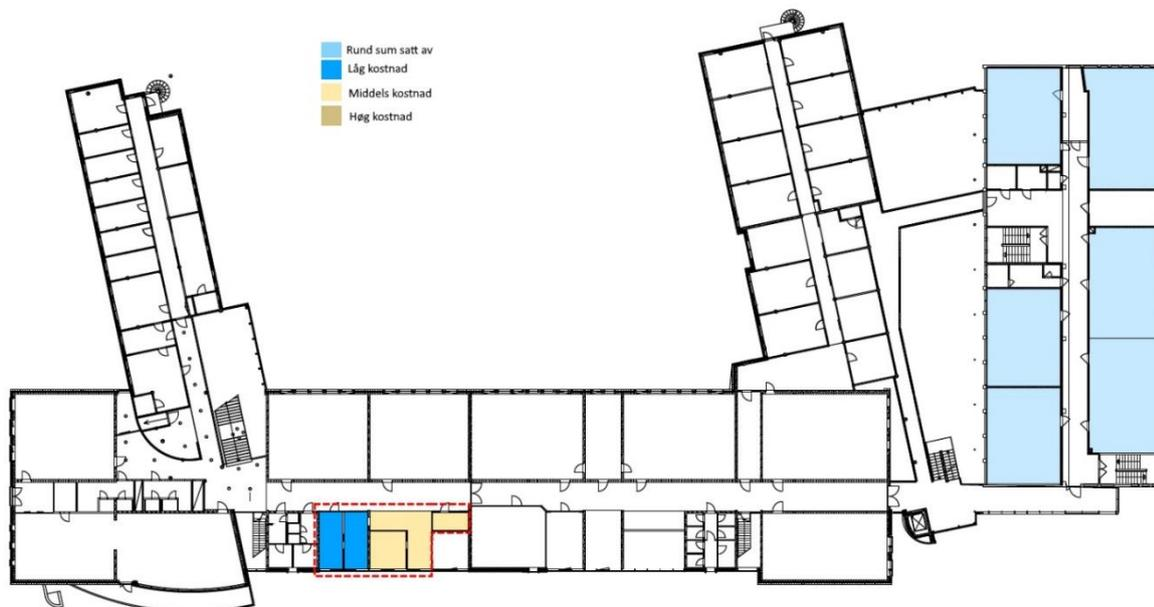 Rund sum satt av
Låg kostnad
Middels kostnad
Høg kostnad